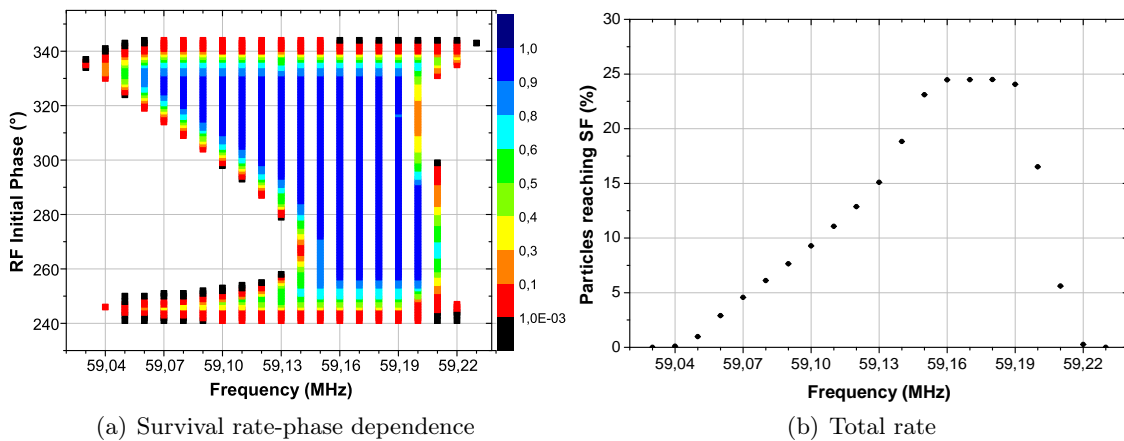 340
320
300
280
260
240
RF Initial Phase (°)
59,04 59,07 59,10 59,13 59,16 59,19 59,22
Frequency (MHz)
1,0
0,9
0,8
0,6
0,5
0,4
0,3
0,1
1,0E-03
(a) Survival rate-phase dependence
30
25
20
15
10
5
0
Particles reaching SF (%)
59,04 59,07 59,10 59,13 59,16 59,19 59,22
Frequency (MHz)
(b) Total rate